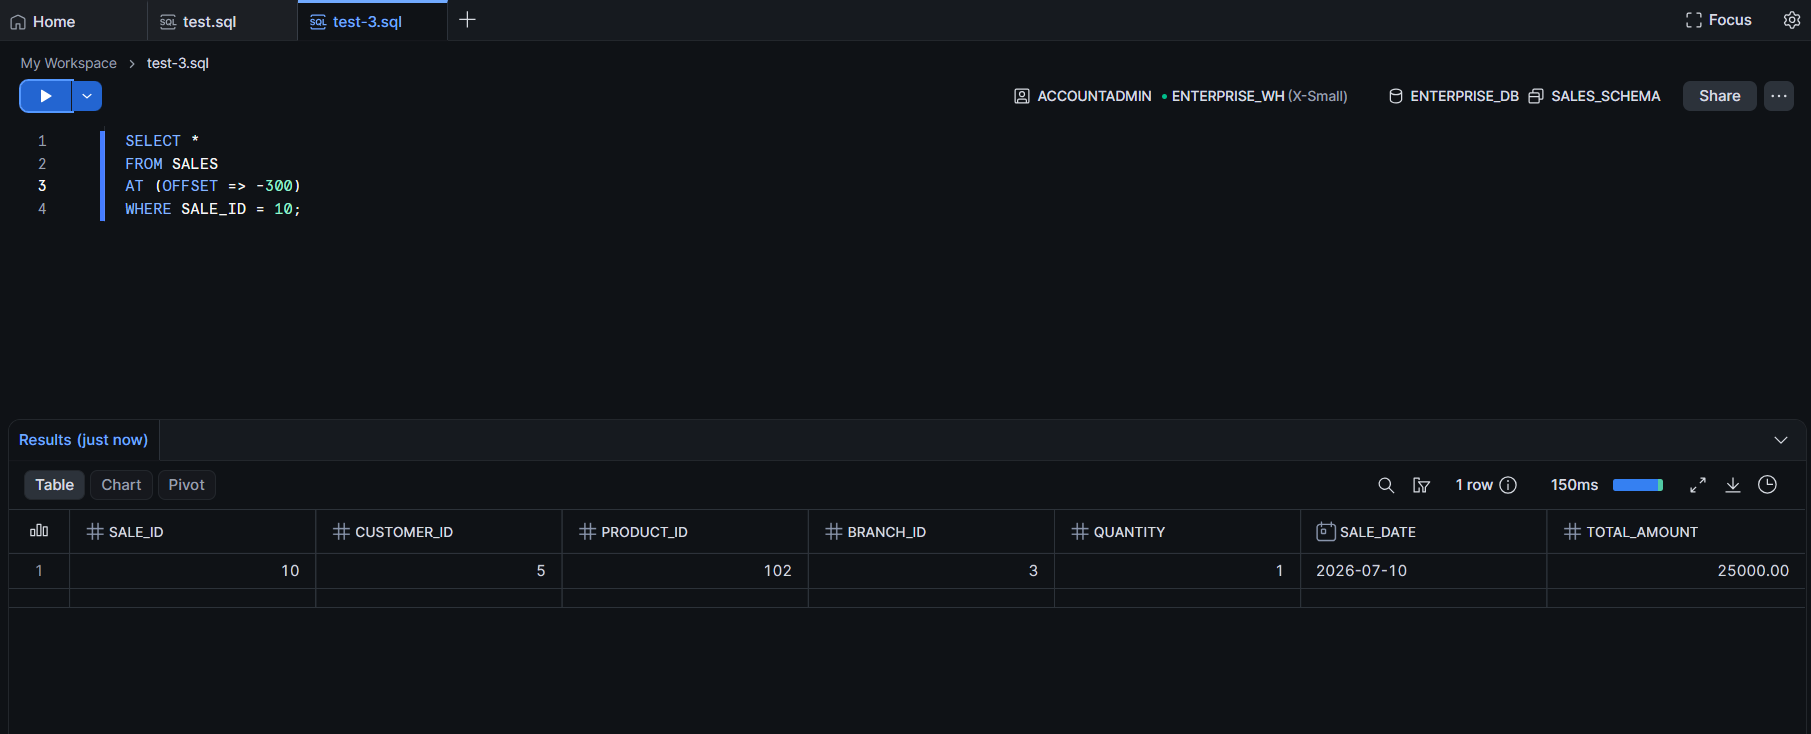 Home
SQL test.sql
SQL test-3.sql
Focus
My Workspace > test-3.sql
ACCOUNTADMIN ENTERPRISE_WH (X-Small) ENTERPRISE_DB SALES_SCHEMA Share ...
1 SELECT *
2 FROM SALES
3 AT (OFFSET => -300)
4 WHERE SALE_ID = 10;
Results (just now)
Table Chart Pivot 1 row 150ms
SALE_ID CUSTOMER_ID PRODUCT_ID BRANCH_ID QUANTITY SALE_DATE TOTAL_AMOUNT
1 10 5 102 3 1 2026-07-10 25000.00